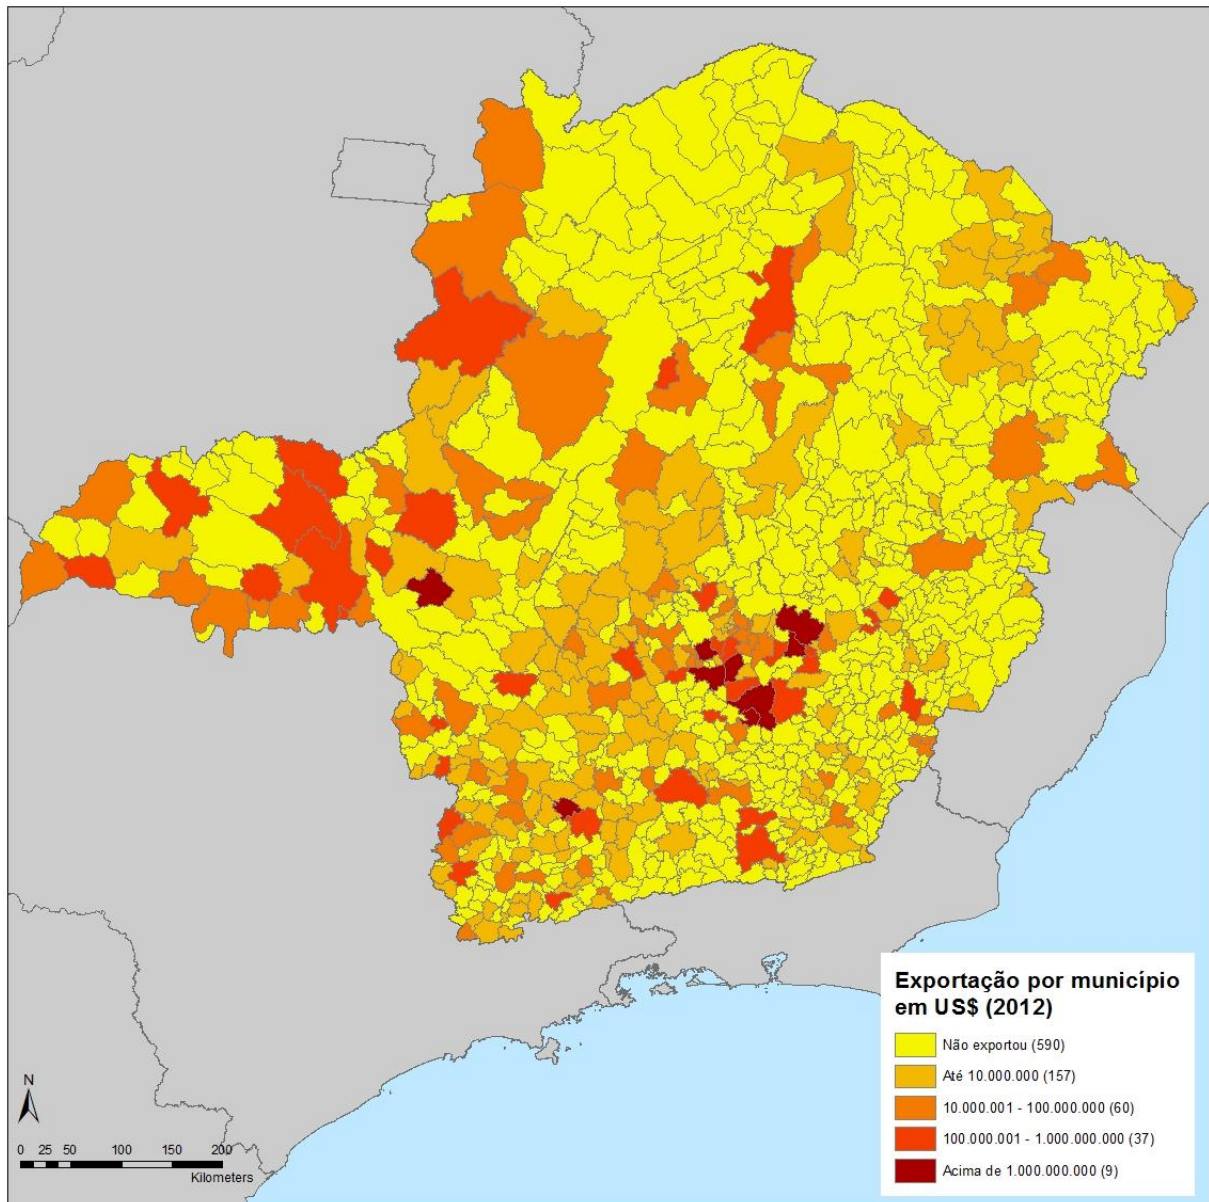 Exportação por município
em US$ (2012)
Não exportou (590)
Até 10.000.000 (157)
10.000.001 - 100.000.000 (60)
100.000.001 - 1.000.000.000 (37)
Acima de 1.000.000.000 (9)
N
0 25 50 100 150 200
Kilometers